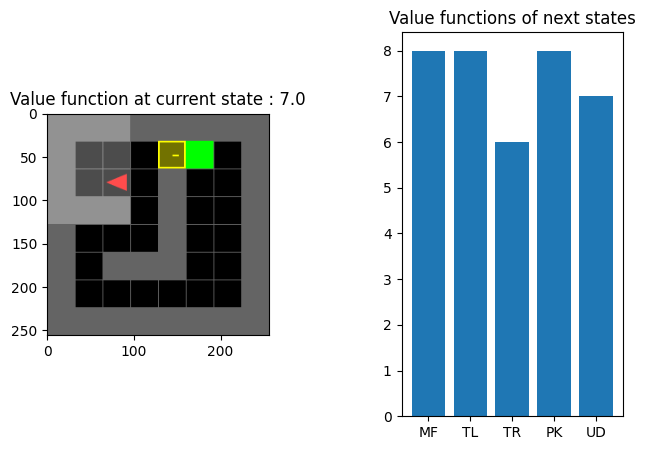 Value functions of next states
Value function at current state : 7.0
0
50
100
150
200
250
0
100
200
8
7
6
5
4
3
2
1
0
MF
TL
TR
PK
UD